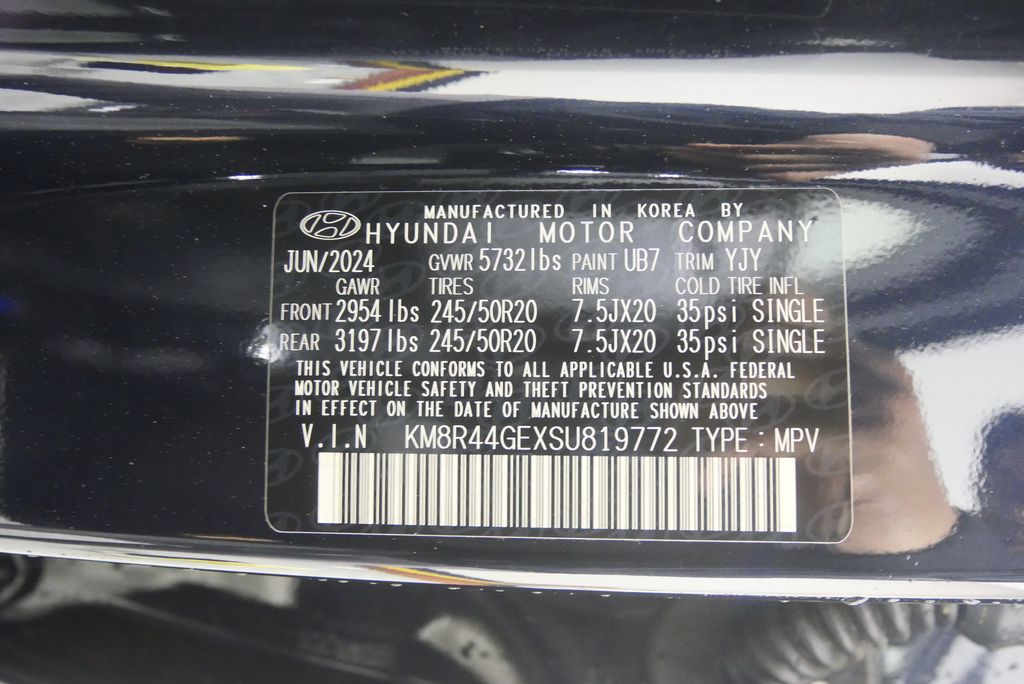 MANUFACTURED IN KOREA BY
HYUNDAI MOTOR COMPANY
JUN/2024 GVWR 5732lbs PAINT UB7 TRIM YJY
GAWR TIRES RIMS COLD TIRE INFL
FRONT 2954lbs 245/50R20 7.5JX20 35psi SINGLE
REAR 3197lbs 245/50R20 7.5JX20 35psi SINGLE
THIS VEHICLE CONFORMS TO ALL APPLICABLE U.S.A. FEDERAL
MOTOR VEHICLE SAFETY AND THEFT PREVENTION STANDARDS
IN EFFECT ON THE DATE OF MANUFACTURE SHOWN ABOVE
V.I.N KM8R44GEXSU819772 TYPE : MPV